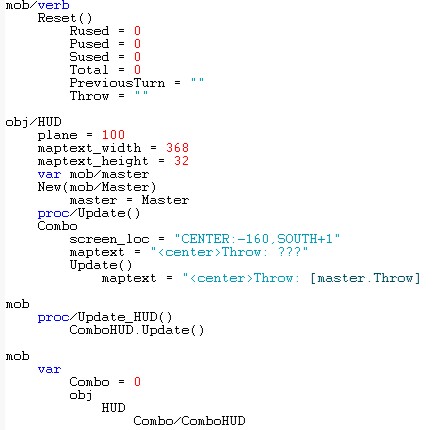 mob/verb
    Reset()
        Rused = 0
        Pused = 0
        Sused = 0
        Total = 0
        PreviousTurn = ""
        Throw = ""

obj/HUD
    plane = 100
    maptext_width = 368
    maptext_height = 32
    var mob/master
    New(mob/Master)
        master = Master
    proc/Update()
    Combo
        screen_loc = "CENTER:-160,SOUTH+1"
        maptext = "<center>Throw: ???"
        Update()
            maptext = "<center>Throw: [master.Throw]

mob
    proc/Update_HUD()
        ComboHUD.Update()

mob
    var
        Combo = 0
        obj
            HUD
                Combo/ComboHUD